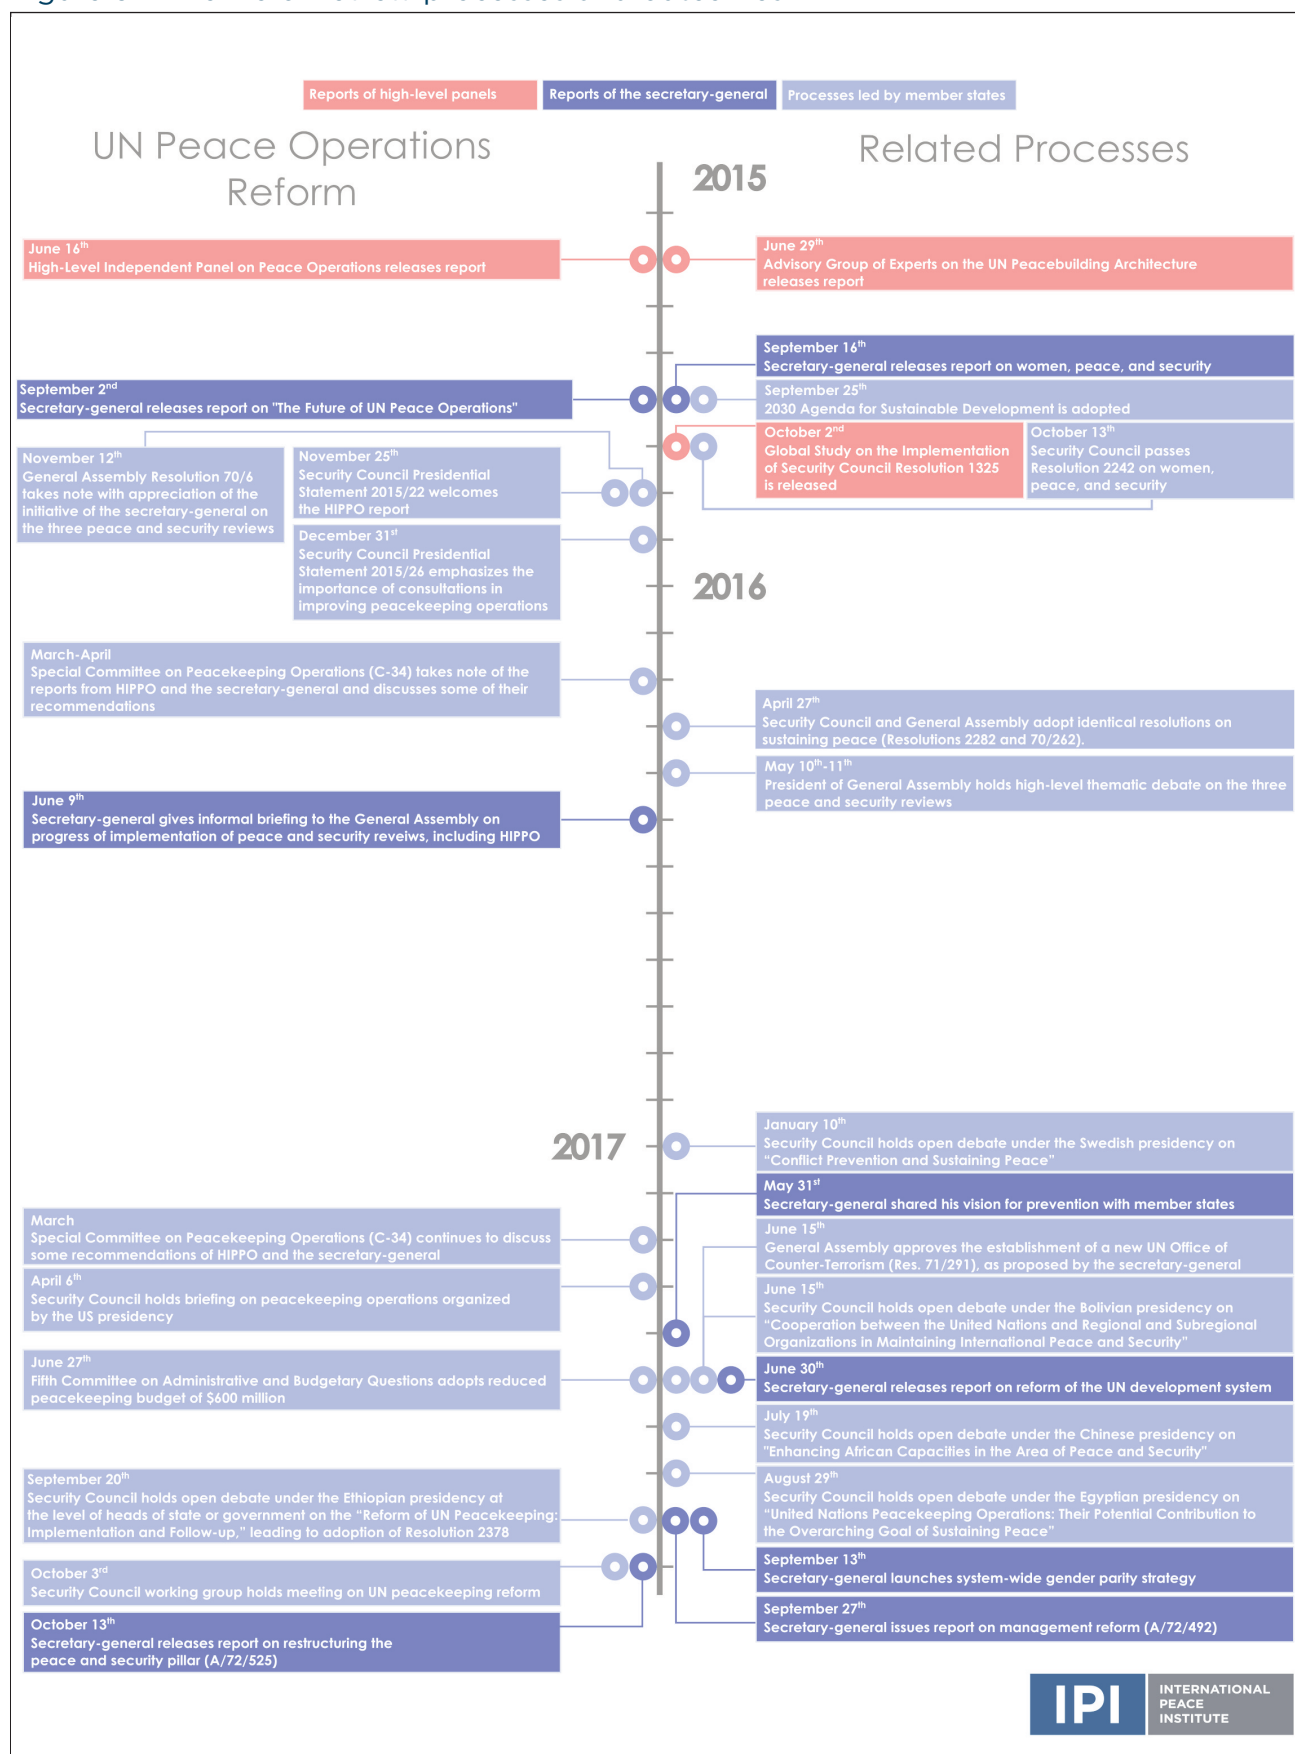 Reports of high-level panels
Reports of the secretary-general
Processes led by member states
UN Peace Operations
Reform
Related Processes
2015
June 16th
High-Level Independent Panel on Peace Operations releases report
June 29th
Advisory Group of Experts on the UN Peacebuilding Architecture
releases report
September 16th
Secretary-general releases report on women, peace, and security
September 2nd
Secretary-general releases report on "The Future of UN Peace Operations"
September 25th
2030 Agenda for Sustainable Development is adopted
October 2nd
Global Study on the Implementation
of Security Council Resolution 1325
is released
October 13th
Security Council passes
Resolution 2242 on women,
peace, and security
November 12th
General Assembly Resolution 70/6
takes note with appreciation of the
initiative of the secretary-general on
the three peace and security reviews
November 25th
Security Council Presidential
Statement 2015/22 welcomes
the HIPPO report
December 31st
Security Council Presidential
Statement 2015/26 emphasizes the
importance of consultations in
improving peacekeeping operations
2016
March-April
Special Committee on Peacekeeping Operations (C-34) takes note of the
reports from HIPPO and the secretary-general and discusses some of their
recommendations
April 27th
Security Council and General Assembly adopt identical resolutions on
sustaining peace (Resolutions 2282 and 70/262).
May 10th-11th
President of General Assembly holds high-level thematic debate on the three
peace and security reviews
June 9th
Secretary-general gives informal briefing to the General Assembly on
progress of implementation of peace and security reveiws, including HIPPO
2017
January 10th
Security Council holds open debate under the Swedish presidency on
“Conflict Prevention and Sustaining Peace”
May 31st
Secretary-general shared his vision for prevention with member states
March
Special Committee on Peacekeeping Operations (C-34) continues to discuss
some recommendations of HIPPO and the secretary-general
June 15th
General Assembly approves the establishment of a new UN Office of
Counter-Terrorism (Res. 71/291), as proposed by the secretary-general
April 6th
Security Council holds briefing on peacekeeping operations organized
by the US presidency
June 15th
Security Council holds open debate under the Bolivian presidency on
“Cooperation between the United Nations and Regional and Subregional
Organizations in Maintaining International Peace and Security”
June 27th
Fifth Committee on Administrative and Budgetary Questions adopts reduced
peacekeeping budget of $600 million
June 30th
Secretary-general releases report on reform of the UN development system
July 19th
Security Council holds open debate under the Chinese presidency on
"Enhancing African Capacities in the Area of Peace and Security"
September 20th
Security Council holds open debate under the Ethiopian presidency at
the level of heads of state or government on the “Reform of UN Peacekeeping:
Implementation and Follow-up,” leading to adoption of Resolution 2378
August 29th
Security Council holds open debate under the Egyptian presidency on
“United Nations Peacekeeping Operations: Their Potential Contribution to
the Overarching Goal of Sustaining Peace”
October 3rd
Security Council working group holds meeting on UN peacekeeping reform
September 13th
Secretary-general launches system-wide gender parity strategy
October 13th
Secretary-general releases report on restructuring the
peace and security pillar (A/72/525)
September 27th
Secretary-general issues report on management reform (A/72/492)
IPI
INTERNATIONAL
PEACE
INSTITUTE